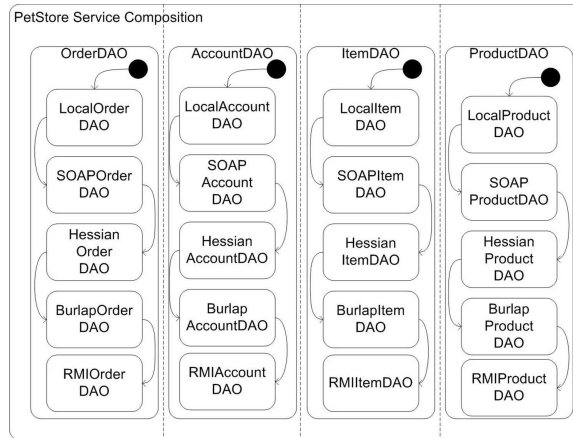 PetStore Service Composition
OrderDAO
LocalOrder
DAO
SOAPOrder
DAO
Hessian
Order
DAO
BurlapOrder
DAO
RMIOrder
DAO
AccountDAO
LocalAccount
DAO
SOAP
Account
DAO
Hessian
AccountDAO
Burlap
AccountDAO
RMIAccount
DAO
ItemDAO
LocalItem
DAO
SOAPItem
DAO
Hessian
ItemDAO
BurlapItem
DAO
RMIItemDAO
ProductDAO
LocalProduct
DAO
SOAP
ProductDAO
Hessian
Product
DAO
Burlap
Product
DAO
RMIProduct
DAO